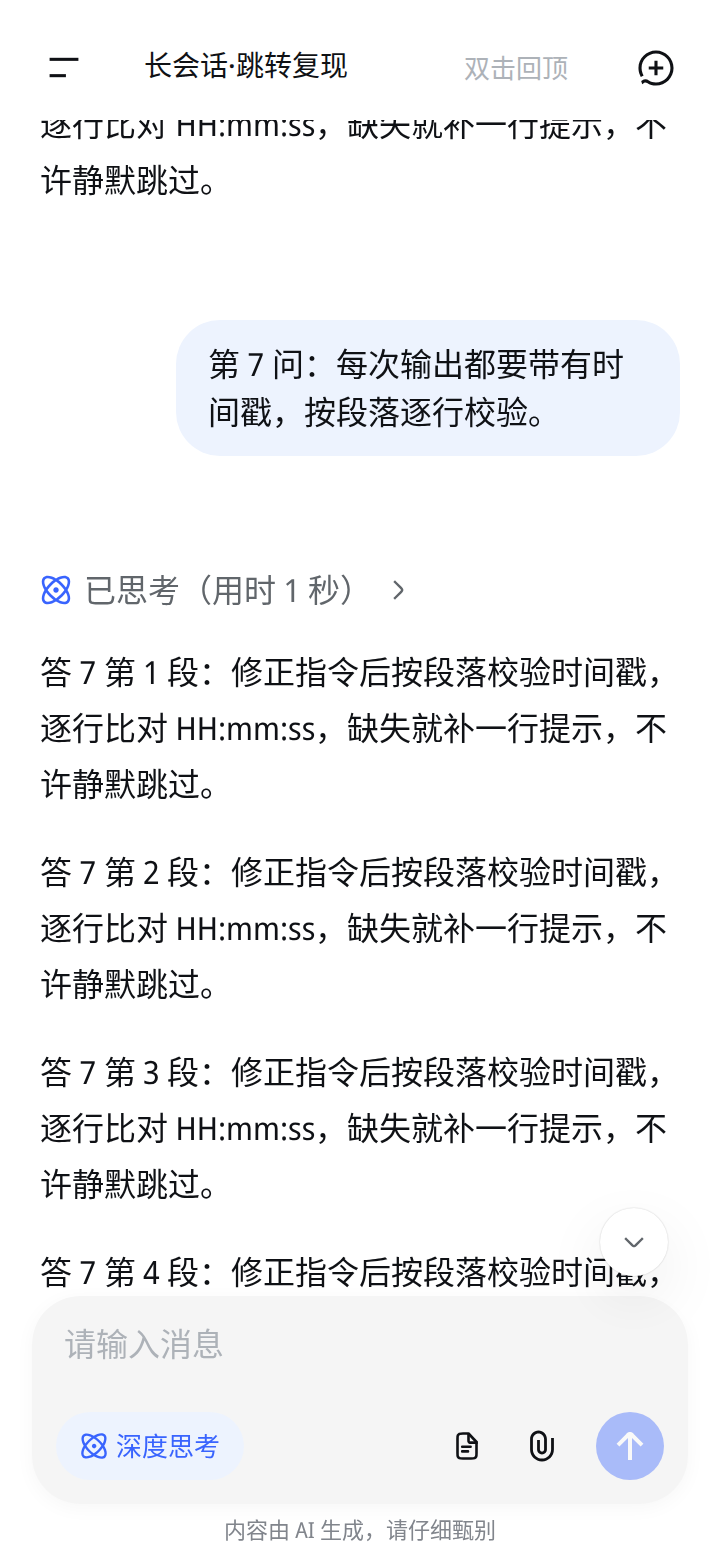 长会话·跳转复现
双击回顶
逐行比对 HH:mm:ss，缺失就补一行提示，不
许静默跳过。
第 7 问：每次输出都要带有时
间戳，按段落逐行校验。
已思考（用时 1 秒）
答 7 第 1 段：修正指令后按段落校验时间戳，
逐行比对 HH:mm:ss，缺失就补一行提示，不
许静默跳过。
答 7 第 2 段：修正指令后按段落校验时间戳，
逐行比对 HH:mm:ss，缺失就补一行提示，不
许静默跳过。
答 7 第 3 段：修正指令后按段落校验时间戳，
逐行比对 HH:mm:ss，缺失就补一行提示，不
许静默跳过。
答 7 第 4 段：修正指令后按段落校验时间戳，
请输入消息
深度思考
内容由 AI 生成，请仔细甄别